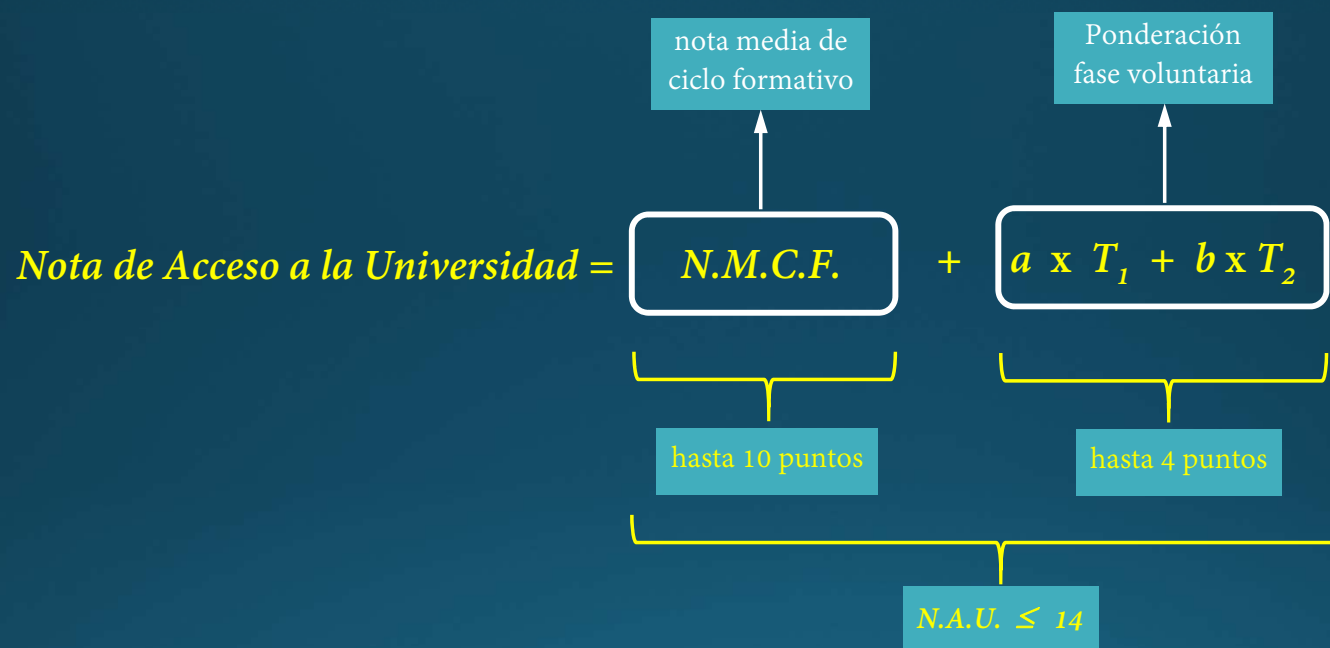 nota media de
ciclo formativo
Ponderación
fase voluntaria
Nota de Acceso a la Universidad = N.M.C.F. + a x T₁ + b x T₂
hasta 10 puntos
hasta 4 puntos
N.A.U. ≤ 14